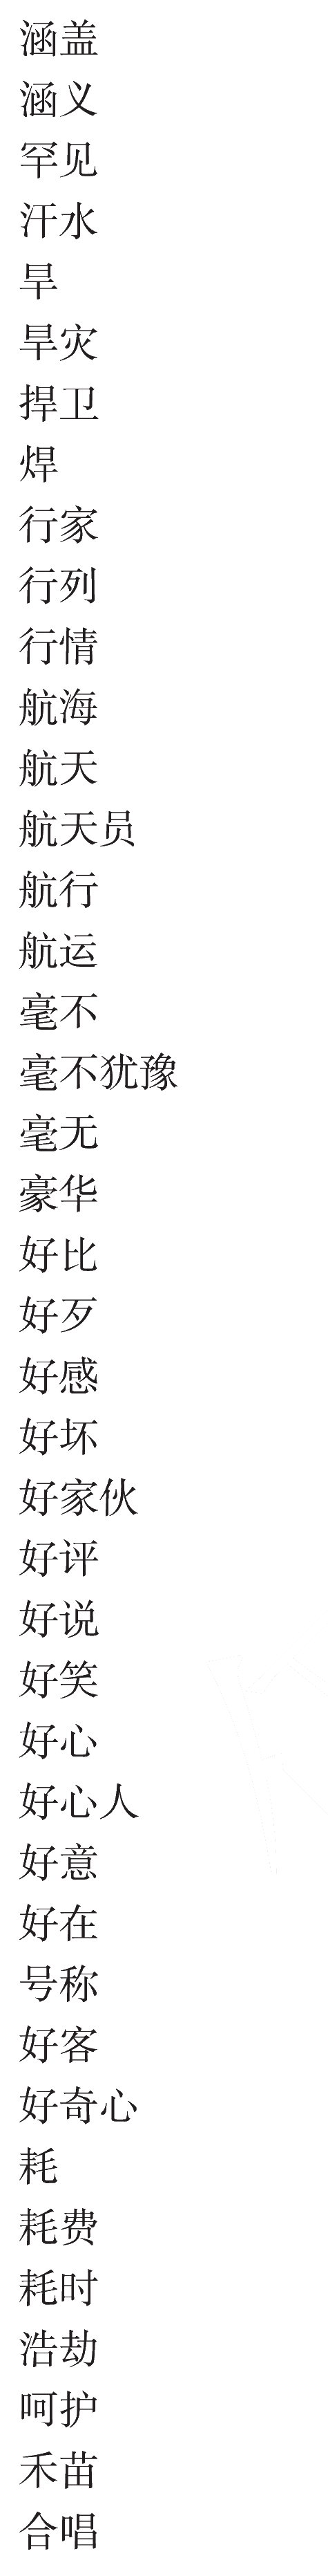 涵盖
涵义
罕见
汗水
旱
旱灾
捍卫
焊
行家
行列
行情
航海
航天
航天员
航行
航运
毫不
毫不犹豫
毫无
豪华
好比
好歹
好感
好坏
好家伙
好评
好说
好笑
好心
好心人
好意
好在
号称
好客
好奇心
耗
耗费
耗时
浩劫
呵护
禾苗
合唱